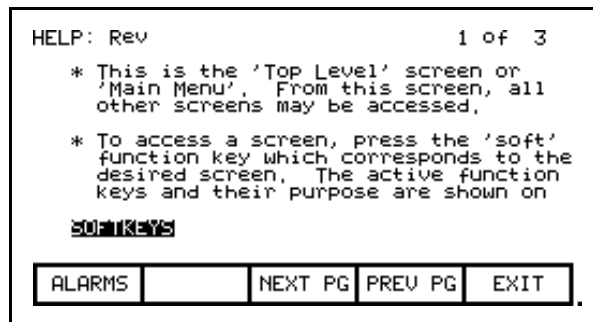 HELP: Rev 1 of 3
* This is the 'Top Level' screen or
'Main Menu'. From this screen, all
other screens may be accessed.
* To access a screen, press the 'soft'
function key which corresponds to the
desired screen. The active function
keys and their purpose are shown on
SOFTKEYS
ALARMS NEXT PG PREV PG EXIT